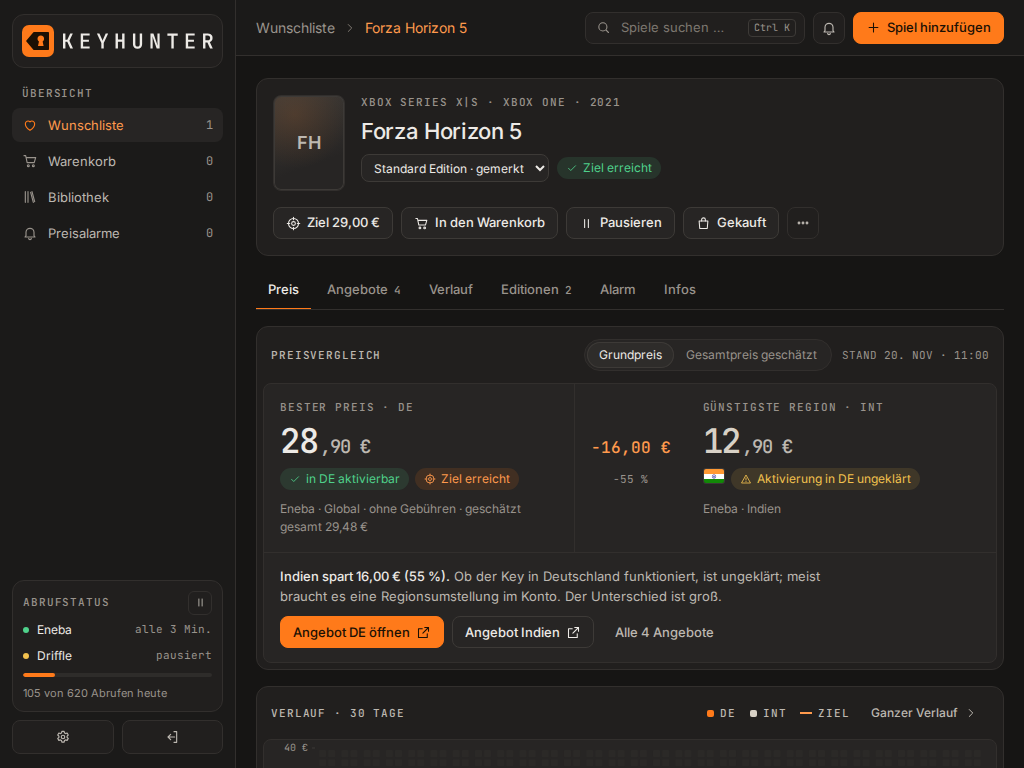 KEYHUNTER
ÜBERSICHT
Wunschliste 1
Warenkorb 0
Bibliothek 0
Preisalarme 0
ABRUFSTATUS
Eneba alle 3 Min.
Driffle pausiert
105 von 620 Abrufen heute
Wunschliste > Forza Horizon 5
Spiele suchen ... Ctrl K
+ Spiel hinzufügen
FH
XBOX SERIES X|S · XBOX ONE · 2021
Forza Horizon 5
Standard Edition · gemerkt
Ziel erreicht
Ziel 29,00 €
In den Warenkorb
Pausieren
Gekauft
Preis
Angebote 4
Verlauf
Editionen 2
Alarm
Infos
PREISVERGLEICH
Grundpreis
Gesamtpreis geschätzt
STAND 20. NOV · 11:00
BESTER PREIS · DE
28,90 €
in DE aktivierbar
Ziel erreicht
Eneba · Global · ohne Gebühren · geschätzt
gesamt 29,48 €
-16,00 €
-55 %
GÜNSTIGSTE REGION · INT
12,90 €
Aktivierung in DE ungeklärt
Eneba · Indien
Indien spart 16,00 € (55 %). Ob der Key in Deutschland funktioniert, ist ungeklärt; meist
braucht es eine Regionsumstellung im Konto. Der Unterschied ist groß.
Angebot DE öffnen
Angebot Indien
Alle 4 Angebote
VERLAUF · 30 TAGE
DE
INT
ZIEL
Ganzer Verlauf >
40 €